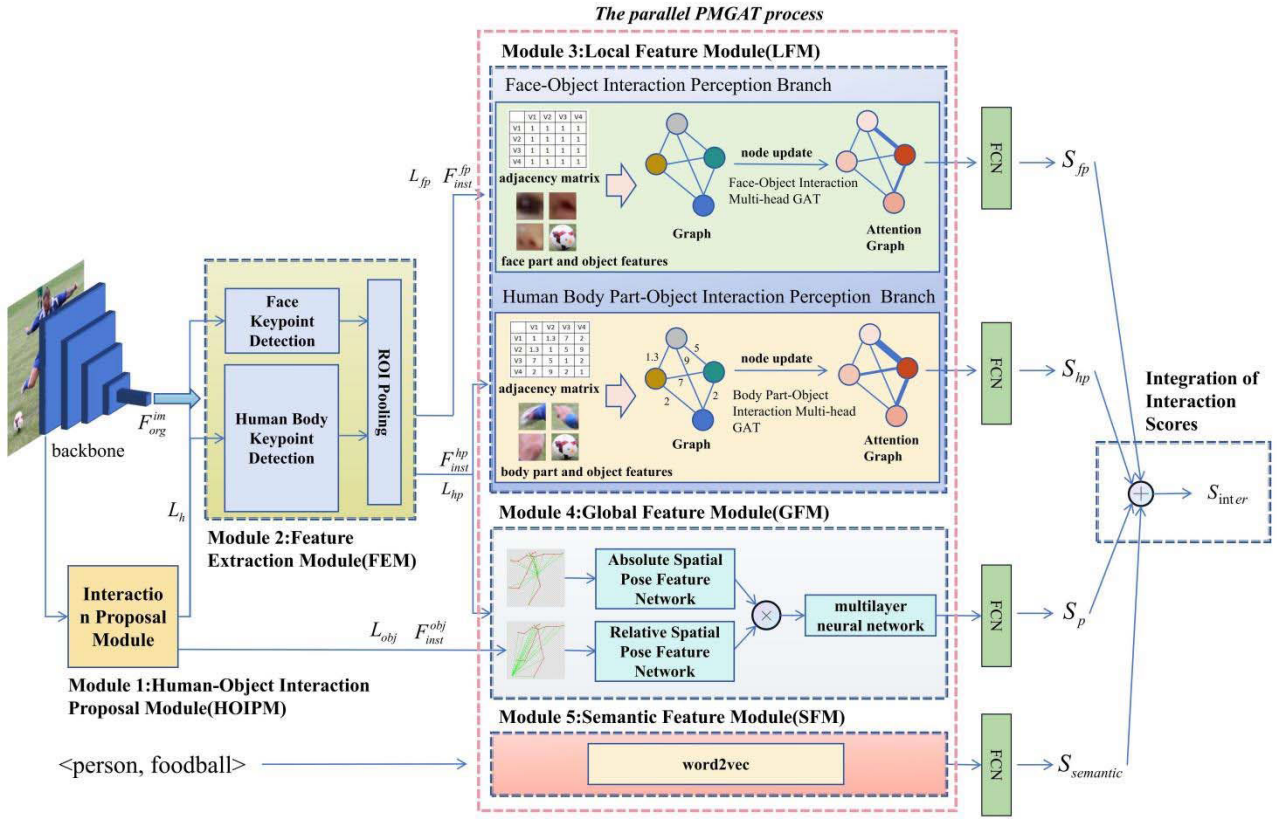 The parallel PMGAT process
Module 3:Local Feature Module(LFM)
Face-Object Interaction Perception Branch
V1 V2 V3 V4
V1 1 1 1 1
V2 1 1 1 1
V3 1 1 1 1
V4 1 1 1 1
adjacency matrix
face part and object features
Graph
node update
Face-Object Interaction
Multi-head GAT
Attention
Graph
FCN
S_fp
L_fp F_inst^fp
Human Body Part-Object Interaction Perception Branch
V1 V2 V3 V4
V1 1 1.3 7 2
V2 1.3 1 5 9
V3 7 5 1 2
V4 2 9 2 1
adjacency matrix
body part and object features
1.3
5
9
7
2
2
Graph
node update
Body Part-Object
Interaction Multi-head
GAT
Attention
Graph
FCN
S_hp
F_inst^hp
L_hp
backbone
F_org^im
L_h
Face
Keypoint
Detection
Human Body
Keypoint
Detection
ROI Pooling
Module 2:Feature
Extraction Module(FEM)
Interactio
n Proposal
Module
Module 1:Human-Object Interaction
Proposal Module(HOIPM)
L_obj F_inst^obj
Module 4:Global Feature Module(GFM)
Absolute Spatial
Pose Feature
Network
Relative Spatial
Pose Feature
Network
×
multilayer
neural network
FCN
S_p
Module 5:Semantic Feature Module(SFM)
<person, foodball>
word2vec
FCN
S_semantic
Integration of
Interaction
Scores
+
S_inter